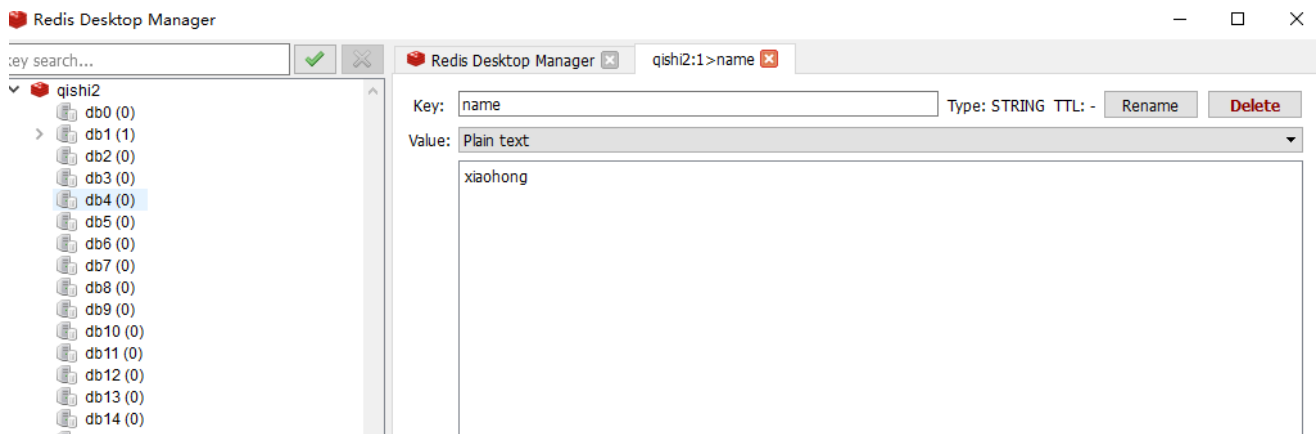 Redis Desktop Manager
key search...
qishi2
db0 (0)
db1 (1)
db2 (0)
db3 (0)
db4 (0)
db5 (0)
db6 (0)
db7 (0)
db8 (0)
db9 (0)
db10 (0)
db11 (0)
db12 (0)
db13 (0)
db14 (0)
Redis Desktop Manager
qishi2:1>name
Key: name Type: STRING TTL: - Rename Delete
Value: Plain text
xiaohong